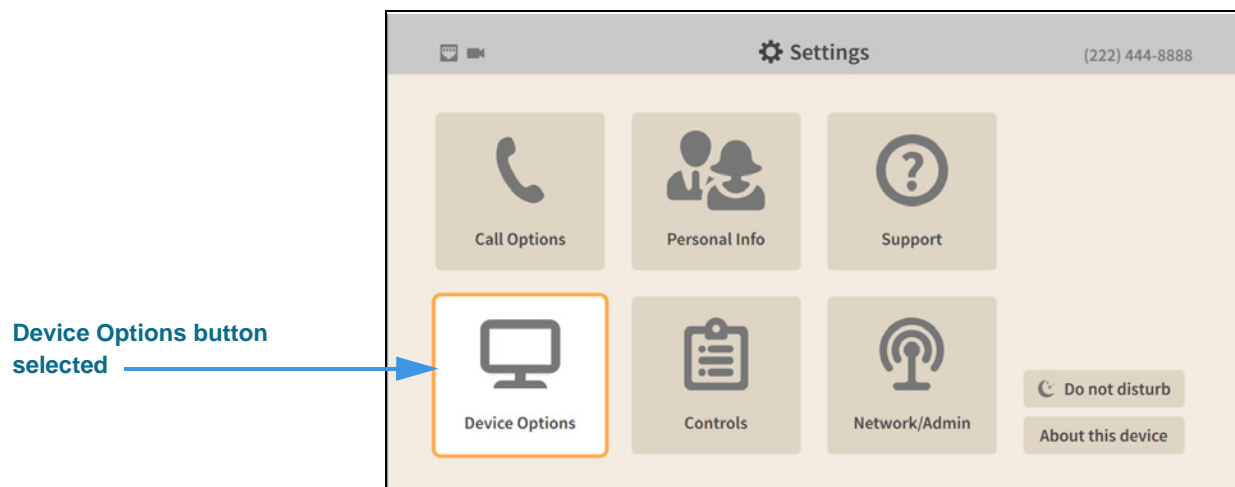 Settings
(222) 444-8888
Call Options
Personal Info
?
Support
Device Options button
selected
Device Options
Controls
Network/Admin
Do not disturb
About this device